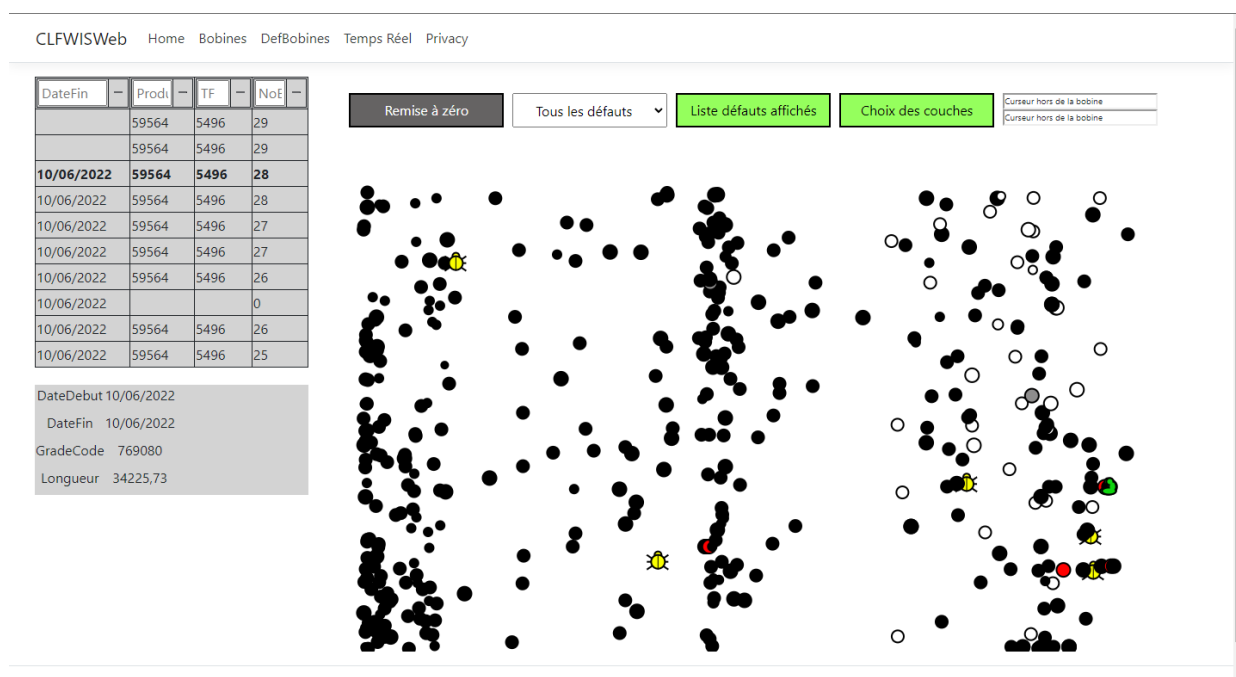 CLFWISWeb Home Bobines DefBobines Temps Réel Privacy
DateFin − Produ − TF − NoE −
59564 5496 29
59564 5496 29
10/06/2022 59564 5496 28
10/06/2022 59564 5496 28
10/06/2022 59564 5496 27
10/06/2022 59564 5496 27
10/06/2022 59564 5496 26
10/06/2022 0
10/06/2022 59564 5496 26
10/06/2022 59564 5496 25
DateDebut 10/06/2022
DateFin 10/06/2022
GradeCode 769080
Longueur 34225,73
Remise à zéro
Tous les défauts
Liste défauts affichés
Choix des couches
Curseur hors de la bobine
Curseur hors de la bobine